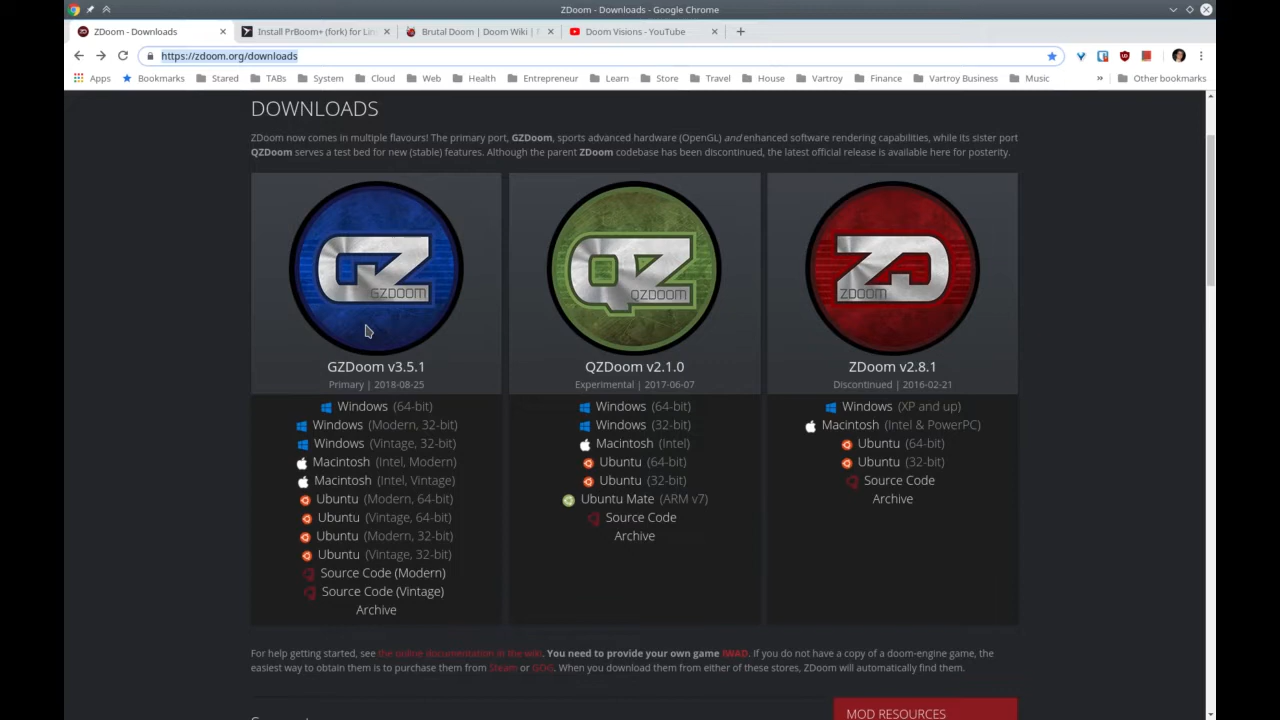 ZDoom - Downloads - Google Chrome
ZDoom - Downloads
Install PrBoom+ (fork) for Lin
Brutal Doom | Doom Wiki |
Doom Visions - YouTube
https://zdoom.org/downloads
Apps
Bookmarks
Stared
TABs
System
Cloud
Web
Health
Entrepreneur
Learn
Store
Travel
House
Vartroy
Finance
Vartroy Business
Music
»
Other bookmarks
DOWNLOADS
ZDoom now comes in multiple flavours! The primary port, GZDoom, sports advanced hardware (OpenGL) and enhanced software rendering capabilities, while its sister port
QZDoom serves a test bed for new (stable) features. Although the parent ZDoom codebase has been discontinued, the latest official release is available here for posterity.
GZ
GZDOOM
GZDoom v3.5.1
Primary | 2018-08-25
Windows (64-bit)
Windows (Modern, 32-bit)
Windows (Vintage, 32-bit)
Macintosh (Intel, Modern)
Macintosh (Intel, Vintage)
Ubuntu (Modern, 64-bit)
Ubuntu (Vintage, 64-bit)
Ubuntu (Modern, 32-bit)
Ubuntu (Vintage, 32-bit)
Source Code (Modern)
Source Code (Vintage)
Archive
QZ
QZDOOM
QZDoom v2.1.0
Experimental | 2017-06-07
Windows (64-bit)
Windows (32-bit)
Macintosh (Intel)
Ubuntu (64-bit)
Ubuntu (32-bit)
Ubuntu Mate (ARM v7)
Source Code
Archive
ZD
ZDOOM
ZDoom v2.8.1
Discontinued | 2016-02-21
Windows (XP and up)
Macintosh (Intel & PowerPC)
Ubuntu (64-bit)
Ubuntu (32-bit)
Source Code
Archive
For help getting started, see the online documentation in the wiki. You need to provide your own game IWAD. If you do not have a copy of a doom-engine game, the
easiest way to obtain them is to purchase them from Steam or GOG. When you download them from either of these stores, ZDoom will automatically find them.
MOD RESOURCES